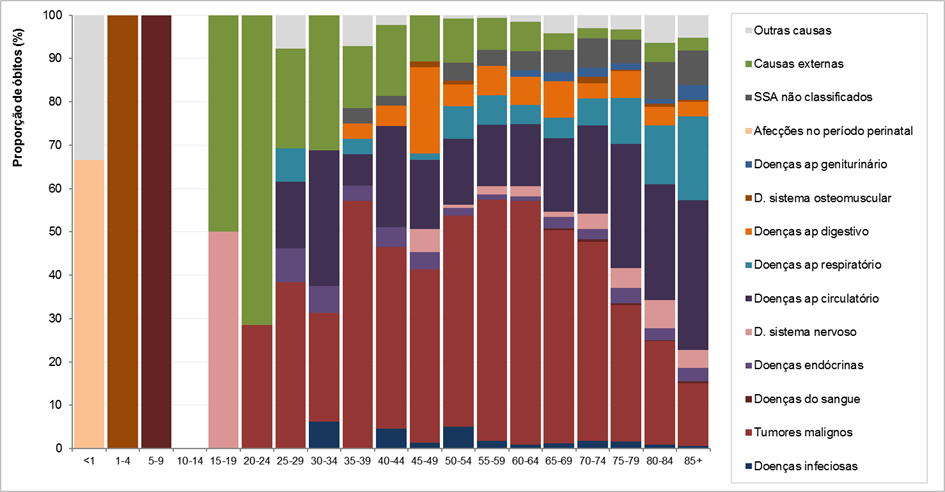 Proporção de óbitos (%)
100
90
80
70
60
50
40
30
20
10
0
<1 1-4 5-9 10-14 15-19 20-24 25-29 30-34 35-39 40-44 45-49 50-54 55-59 60-64 65-69 70-74 75-79 80-84 85+
Outras causas
Causas externas
SSA não classificados
Afecções no período perinatal
Doenças ap geniturinário
D. sistema osteomuscular
Doenças ap digestivo
Doenças ap respiratório
Doenças ap circulatório
D. sistema nervoso
Doenças endócrinas
Doenças do sangue
Tumores malignos
Doenças infeciosas